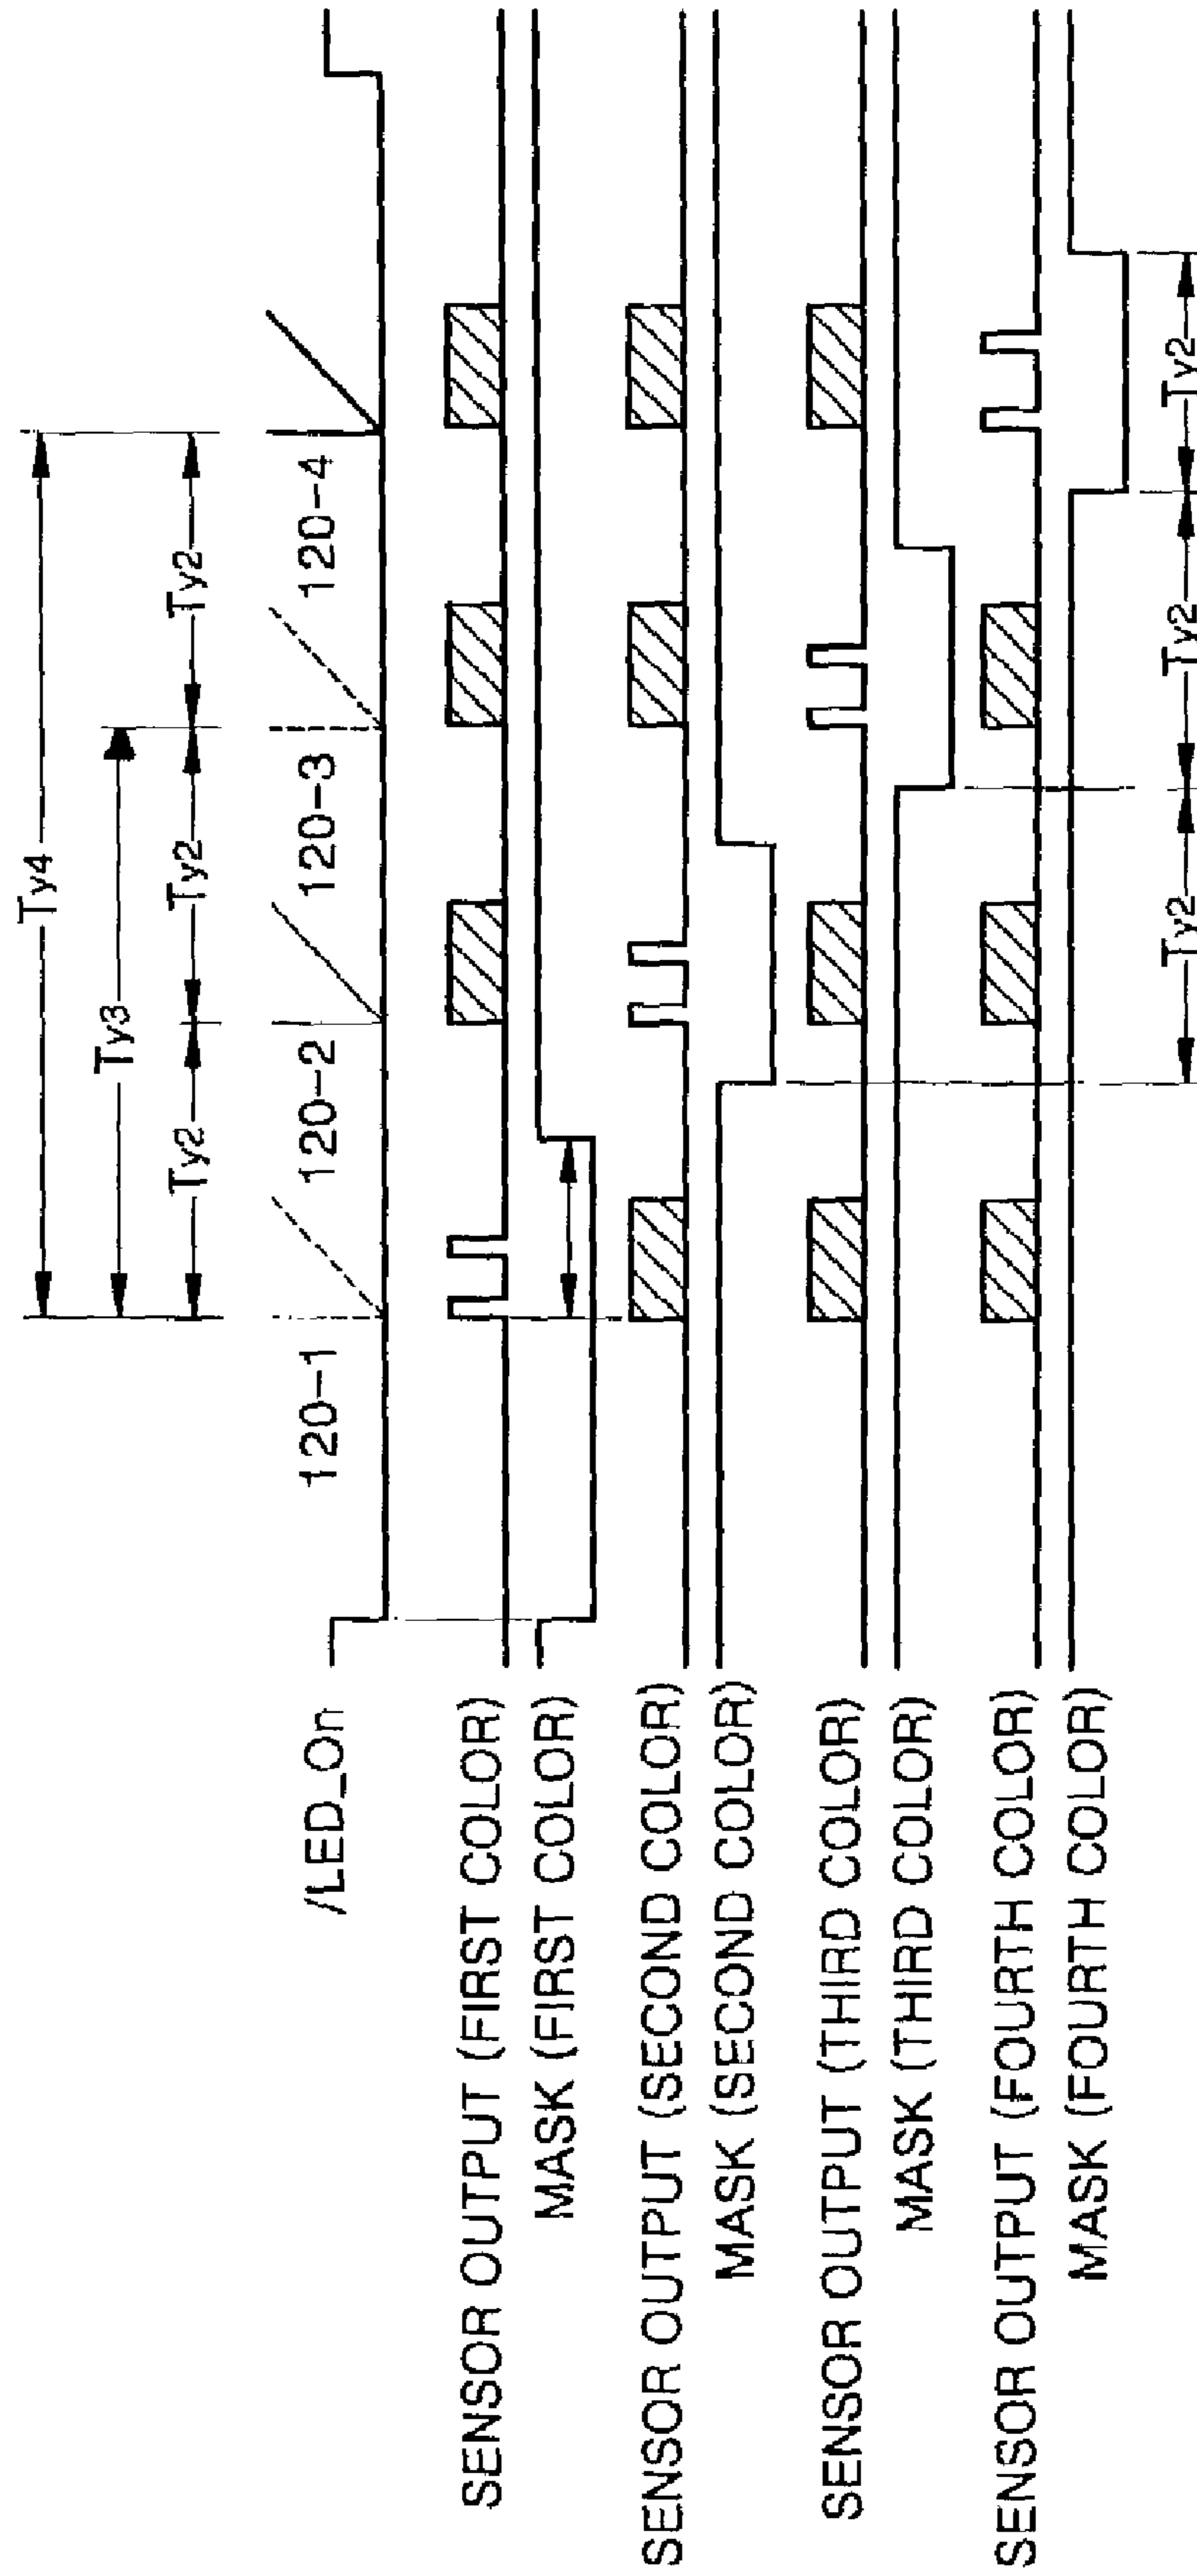 Ty4
Ty3
Ty2 Ty2 Ty2
120-1 120-2 120-3 120-4
/LED_On
SENSOR OUTPUT (FIRST COLOR)
MASK (FIRST COLOR)
SENSOR OUTPUT (SECOND COLOR)
MASK (SECOND COLOR)
SENSOR OUTPUT (THIRD COLOR)
MASK (THIRD COLOR)
SENSOR OUTPUT (FOURTH COLOR)
MASK (FOURTH COLOR)
Ty2 Ty2 Ty2